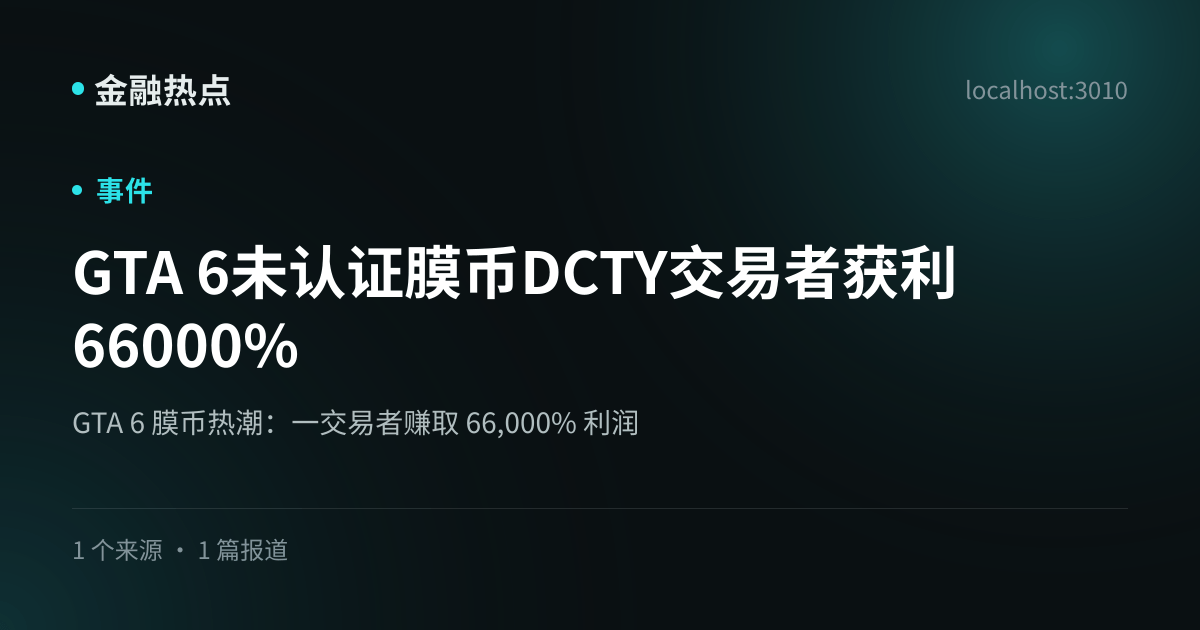 金融热点
localhost:3010
事件
GTA 6未认证膜币DCTY交易者获利
66000%
GTA 6 膜币热潮：一交易者赚取 66,000% 利润
1 个来源 • 1 篇报道